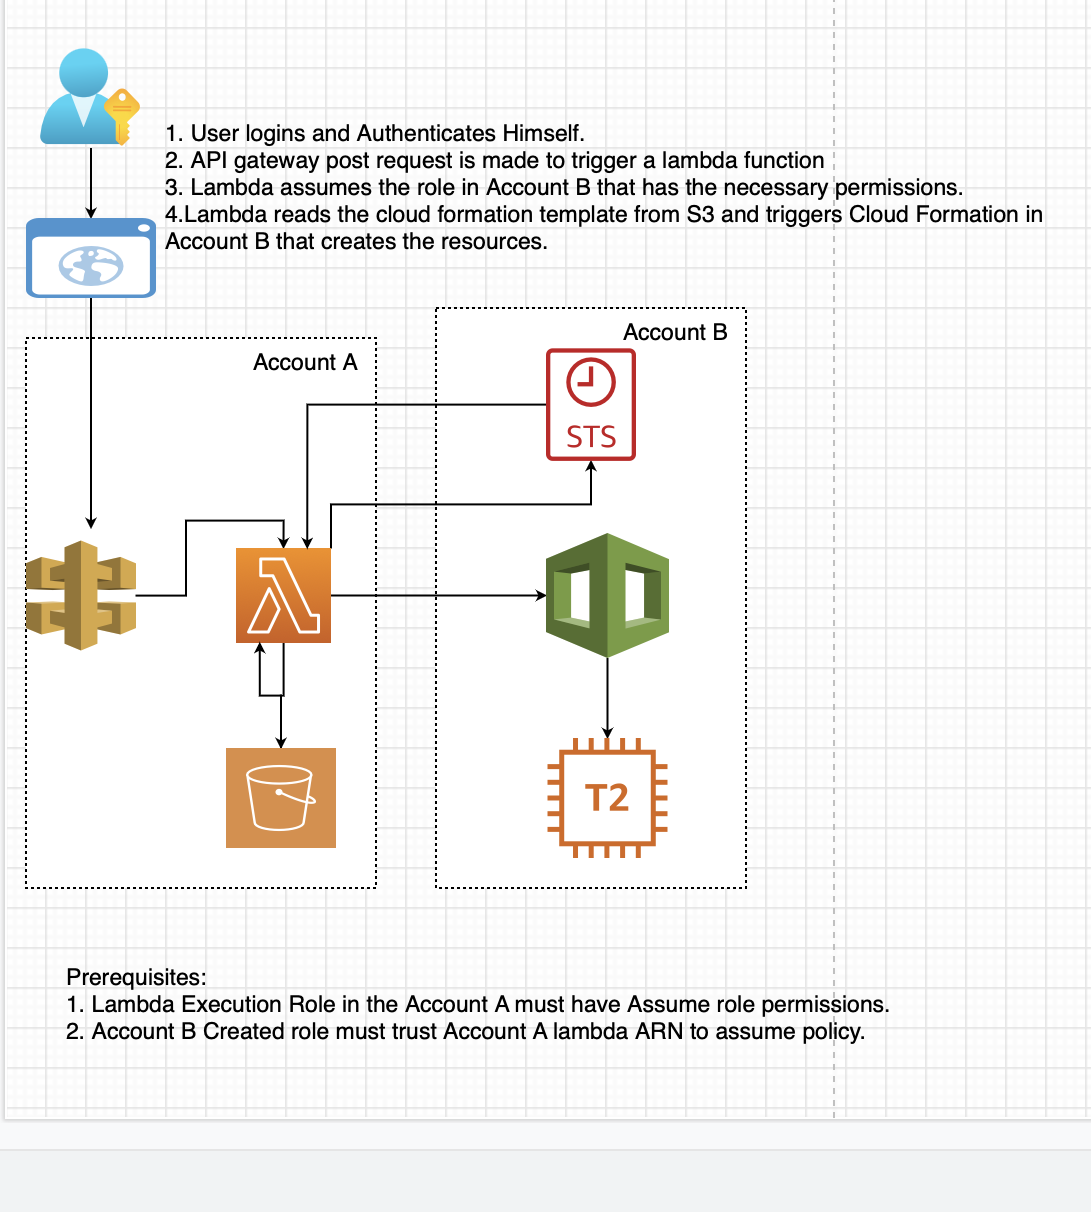 1. User logins and Authenticates Himself.
2. API gateway post request is made to trigger a lambda function
3. Lambda assumes the role in Account B that has the necessary permissions.
4.Lambda reads the cloud formation template from S3 and triggers Cloud Formation in
Account B that creates the resources.
Account B
Account A
STS
T2
Prerequisites:
1. Lambda Execution Role in the Account A must have Assume role permissions.
2. Account B Created role must trust Account A lambda ARN to assume policy.